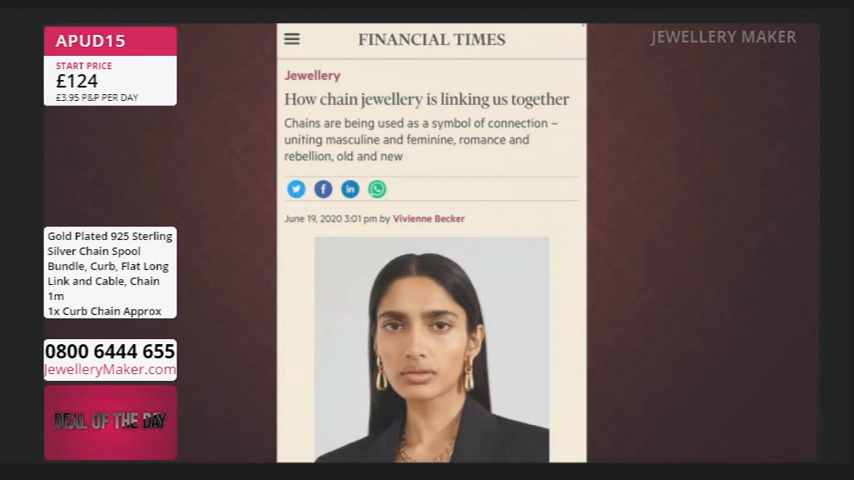 APUD15
START PRICE
£124
£3.95 P&P PER DAY
Gold Plated 925 Sterling
Silver Chain Spool
Bundle, Curb, Flat Long
Link and Cable, Chain
1m
1x Curb Chain Approx
0800 6444 655
JewelleryMaker.com
DEAL OF THE DAY
FINANCIAL TIMES
Jewellery
How chain jewellery is linking us together
Chains are being used as a symbol of connection –
uniting masculine and feminine, romance and
rebellion, old and new
June 19, 2020 3:01 pm by Vivienne Becker
JEWELLERY MAKER